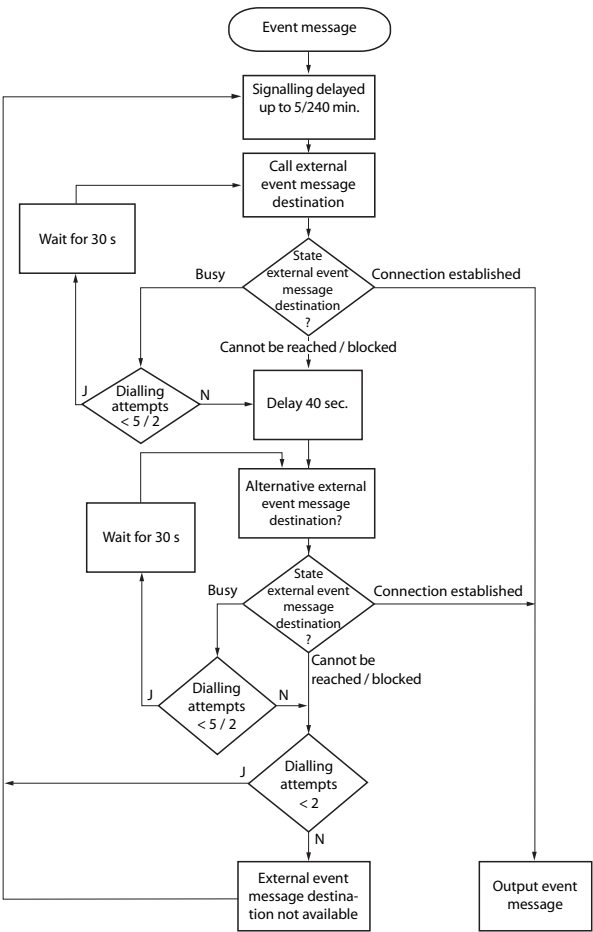 Event message
Signalling delayed
up to 5/240 min.
Call external
event message
destination
Wait for 30 s
State
external event
message
destination
?
Busy
Connection established
Cannot be reached / blocked
J
Dialling
attempts
< 5 / 2
N
Delay 40 sec.
Alternative external
event message
destination?
Wait for 30 s
State
external event
message
destination
?
Busy
Connection established
Cannot be
reached / blocked
J
Dialling
attempts
< 5 / 2
N
J
Dialling
attempts
< 2
N
External event
message destina-
tion not available
Output event
message